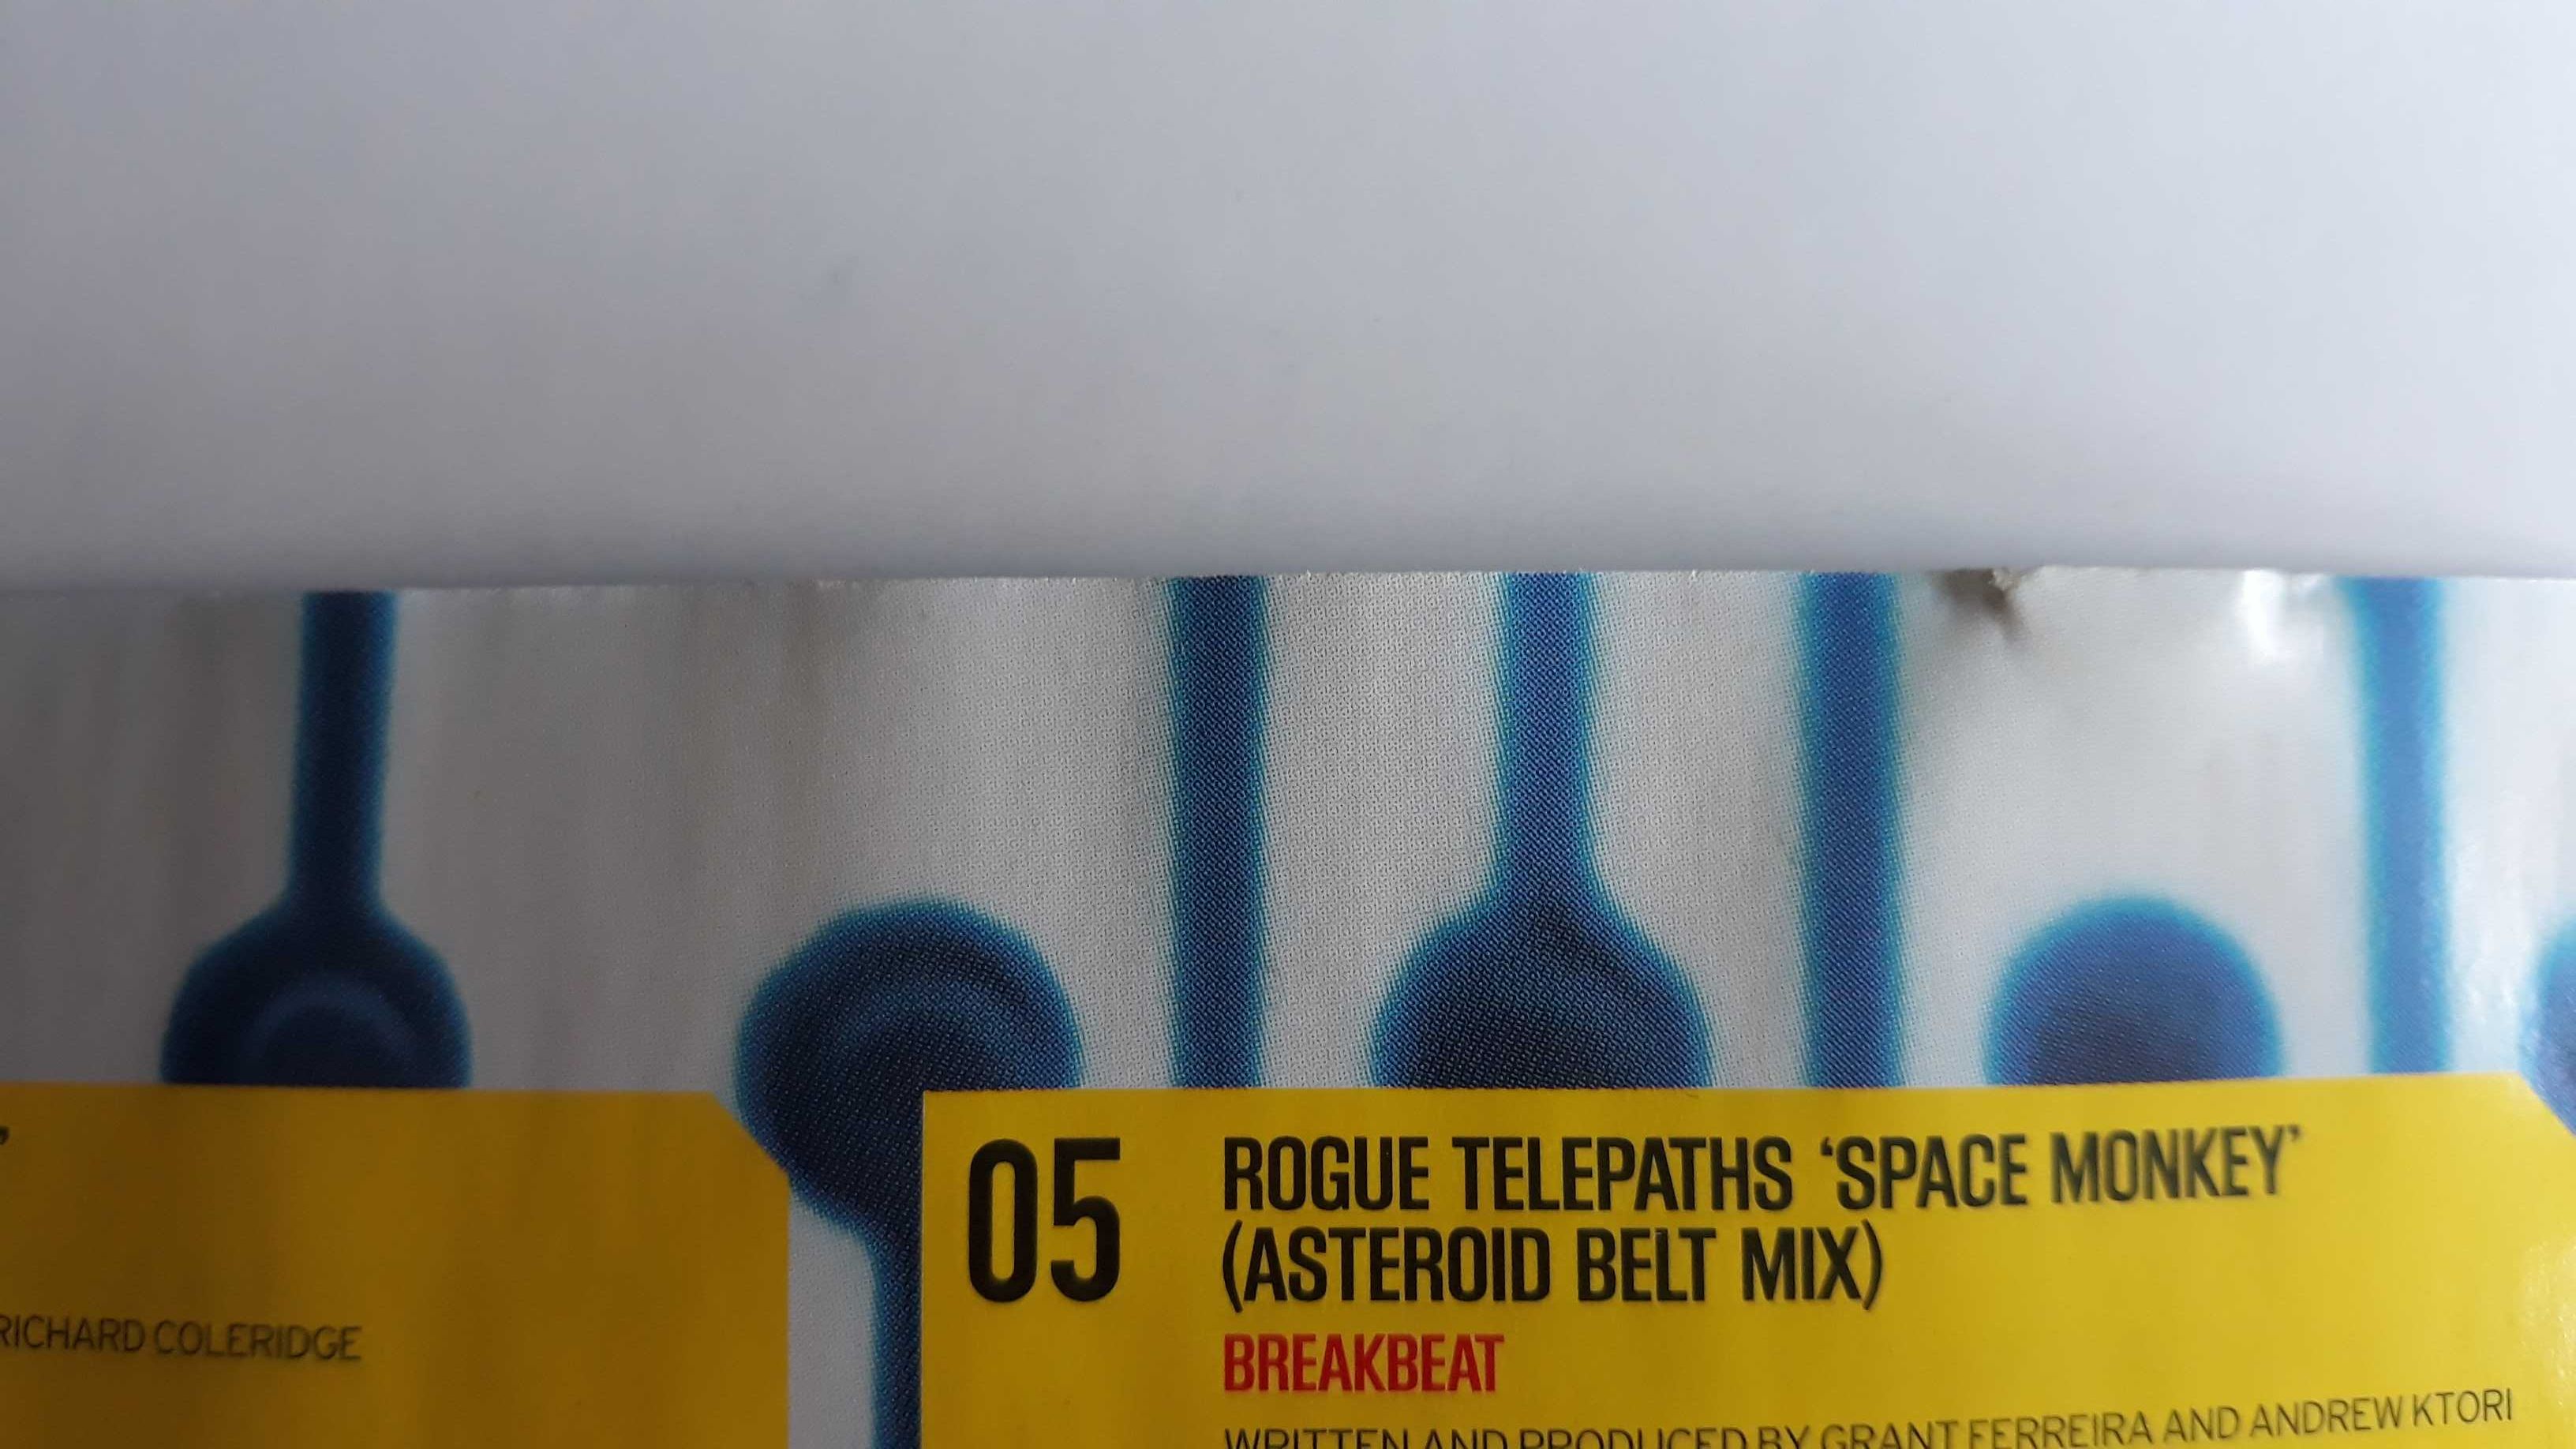 ’
RICHARD COLERIDGE
05 ROGUE TELEPATHS ‘SPACE MONKEY’
(ASTEROID BELT MIX)
BREAKBEAT
WRITTEN AND PRODUCED BY GRANT FERREIRA AND ANDREW KTORI